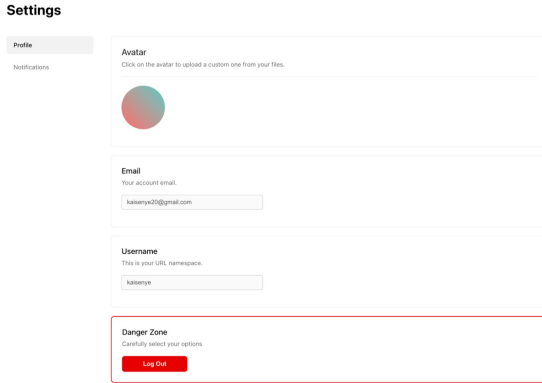 Settings
Profile
Notifications
Avatar
Click on the avatar to upload a custom one from your files.
Email
Your account email.
kaisenye20@gmail.com
Username
This is your URL namespace.
kaisenye
Danger Zone
Carefully select your options
Log Out